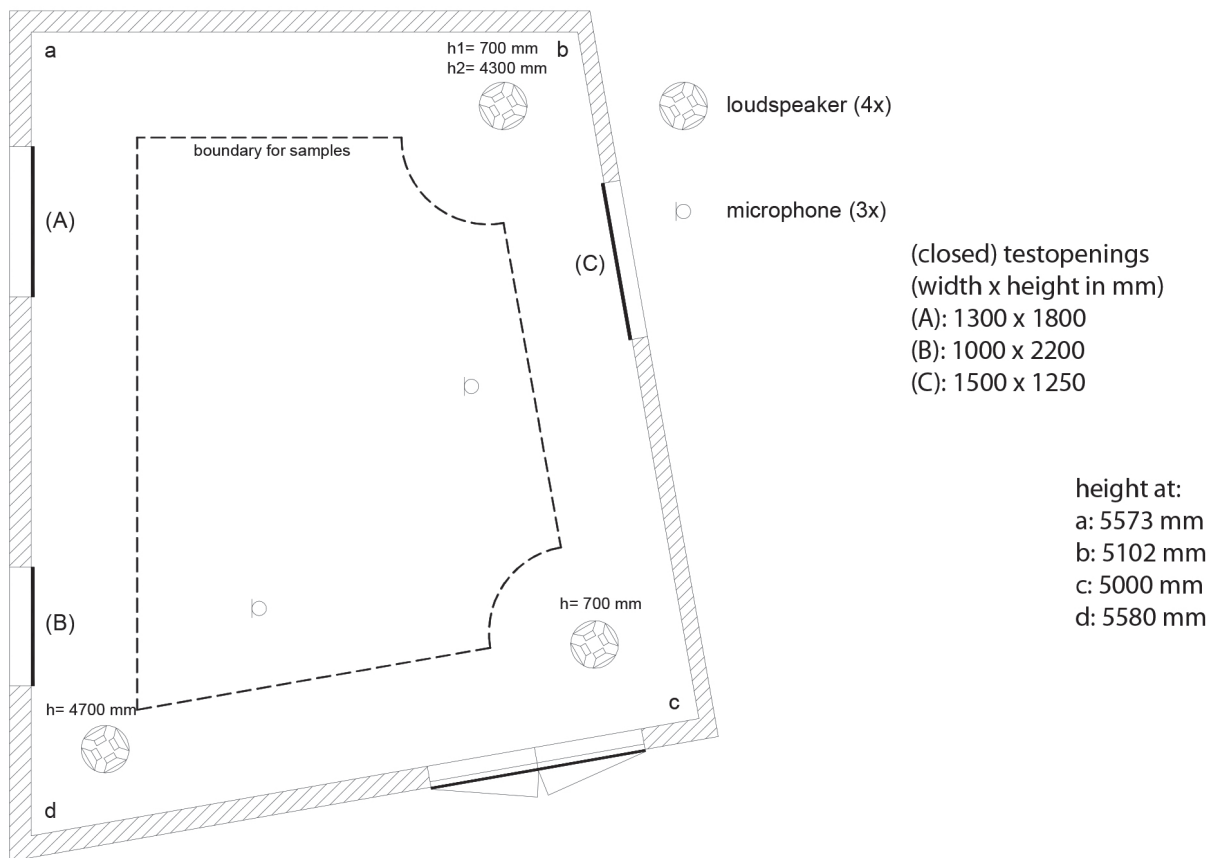 a
h1= 700 mm
h2= 4300 mm
b
loudspeaker (4x)
boundary for samples
(A)
microphone (3x)
(C)
(closed) testopenings
(width x height in mm)
(A): 1300 x 1800
(B): 1000 x 2200
(C): 1500 x 1250
height at:
a: 5573 mm
b: 5102 mm
c: 5000 mm
d: 5580 mm
(B)
h= 700 mm
c
h= 4700 mm
d